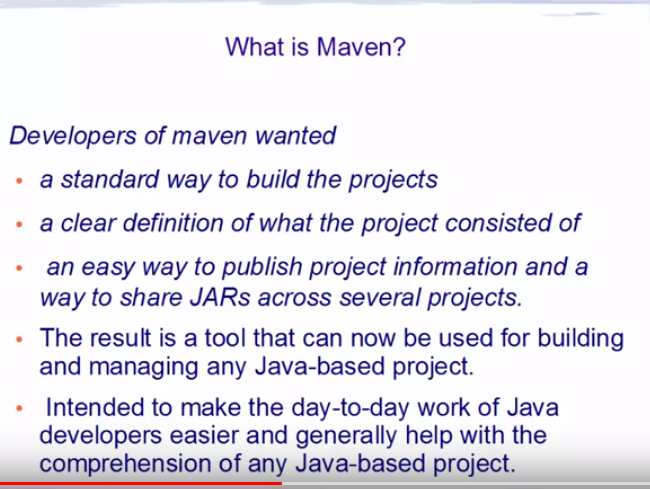 What is Maven?
Developers of maven wanted
• a standard way to build the projects
• a clear definition of what the project consisted of
• an easy way to publish project information and a
way to share JARs across several projects.
• The result is a tool that can now be used for building
and managing any Java-based project.
• Intended to make the day-to-day work of Java
developers easier and generally help with the
comprehension of any Java-based project.